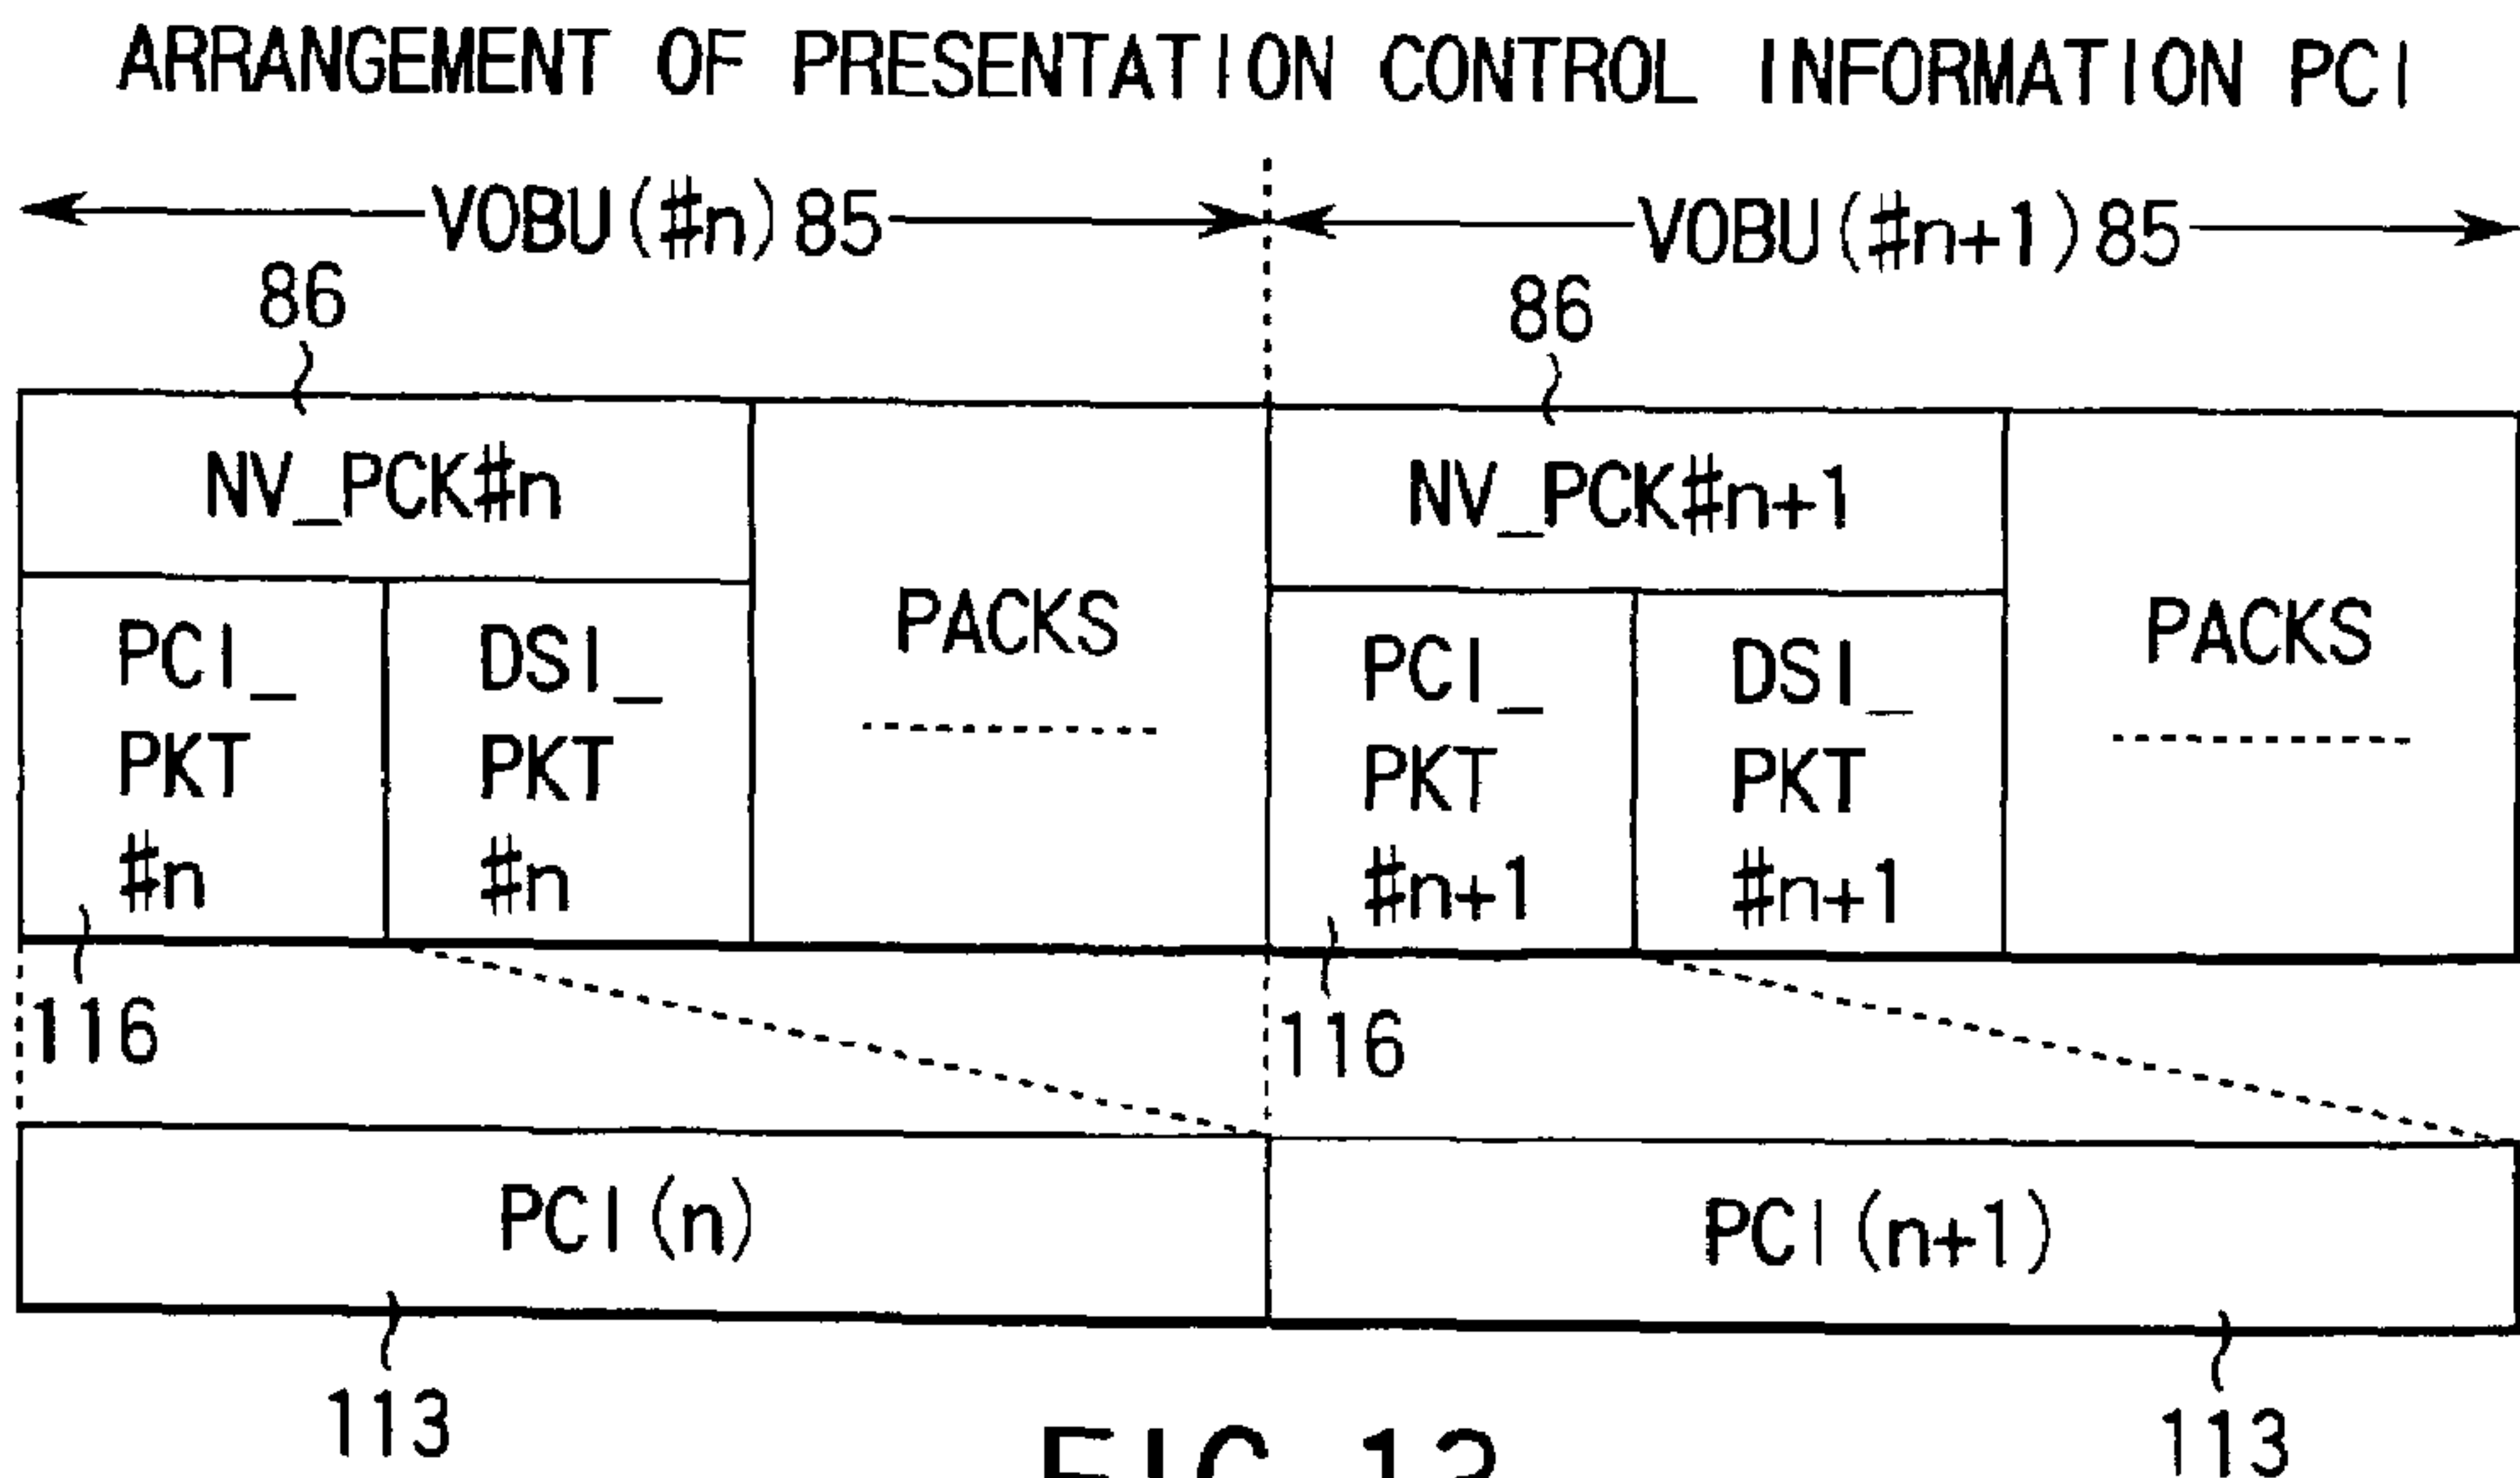 ARRANGEMENT OF PRESENTATION CONTROL INFORMATION PCI
VOBU(#n)85
VOBU(#n+1)85
86
86
NV_PCK#n
NV_PCK#n+1
PCI_
PKT
#n
DSI_
PKT
#n
PACKS
PCI_
PKT
#n+1
DSI_
PKT
#n+1
PACKS
116
116
PCI(n)
PCI(n+1)
113
113